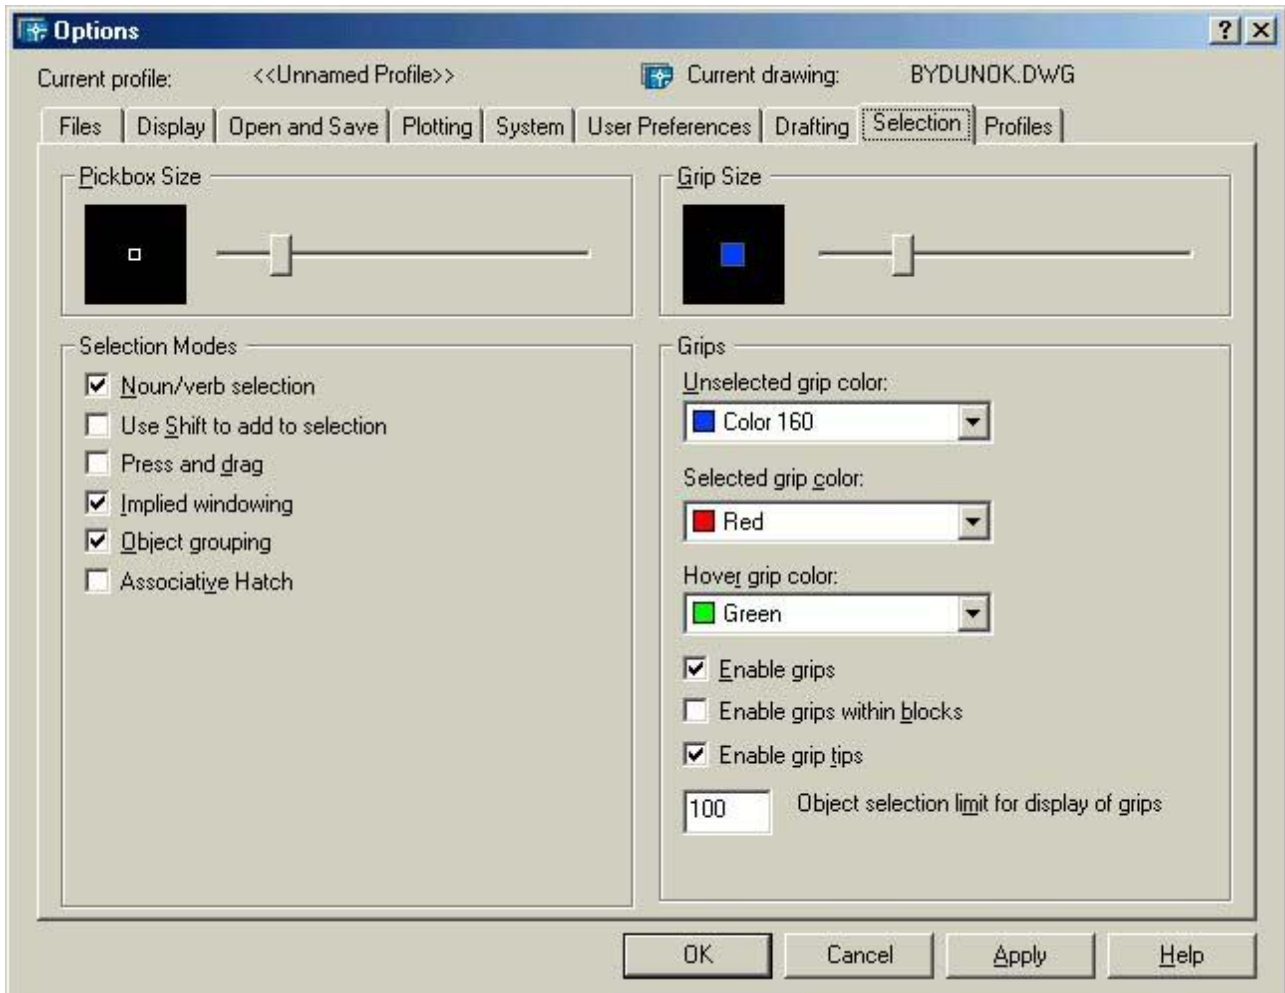 Options
Current profile: <<Unnamed Profile>> Current drawing: BYDUNOK.DWG
Files Display Open and Save Plotting System User Preferences Drafting Selection Profiles
Pickbox Size
Grip Size
Selection Modes
Noun/verb selection
Use Shift to add to selection
Press and drag
Implied windowing
Object grouping
Associative Hatch
Grips
Unselected grip color:
Color 160
Selected grip color:
Red
Hover grip color:
Green
Enable grips
Enable grips within blocks
Enable grip tips
100 Object selection limit for display of grips
OK Cancel Apply Help